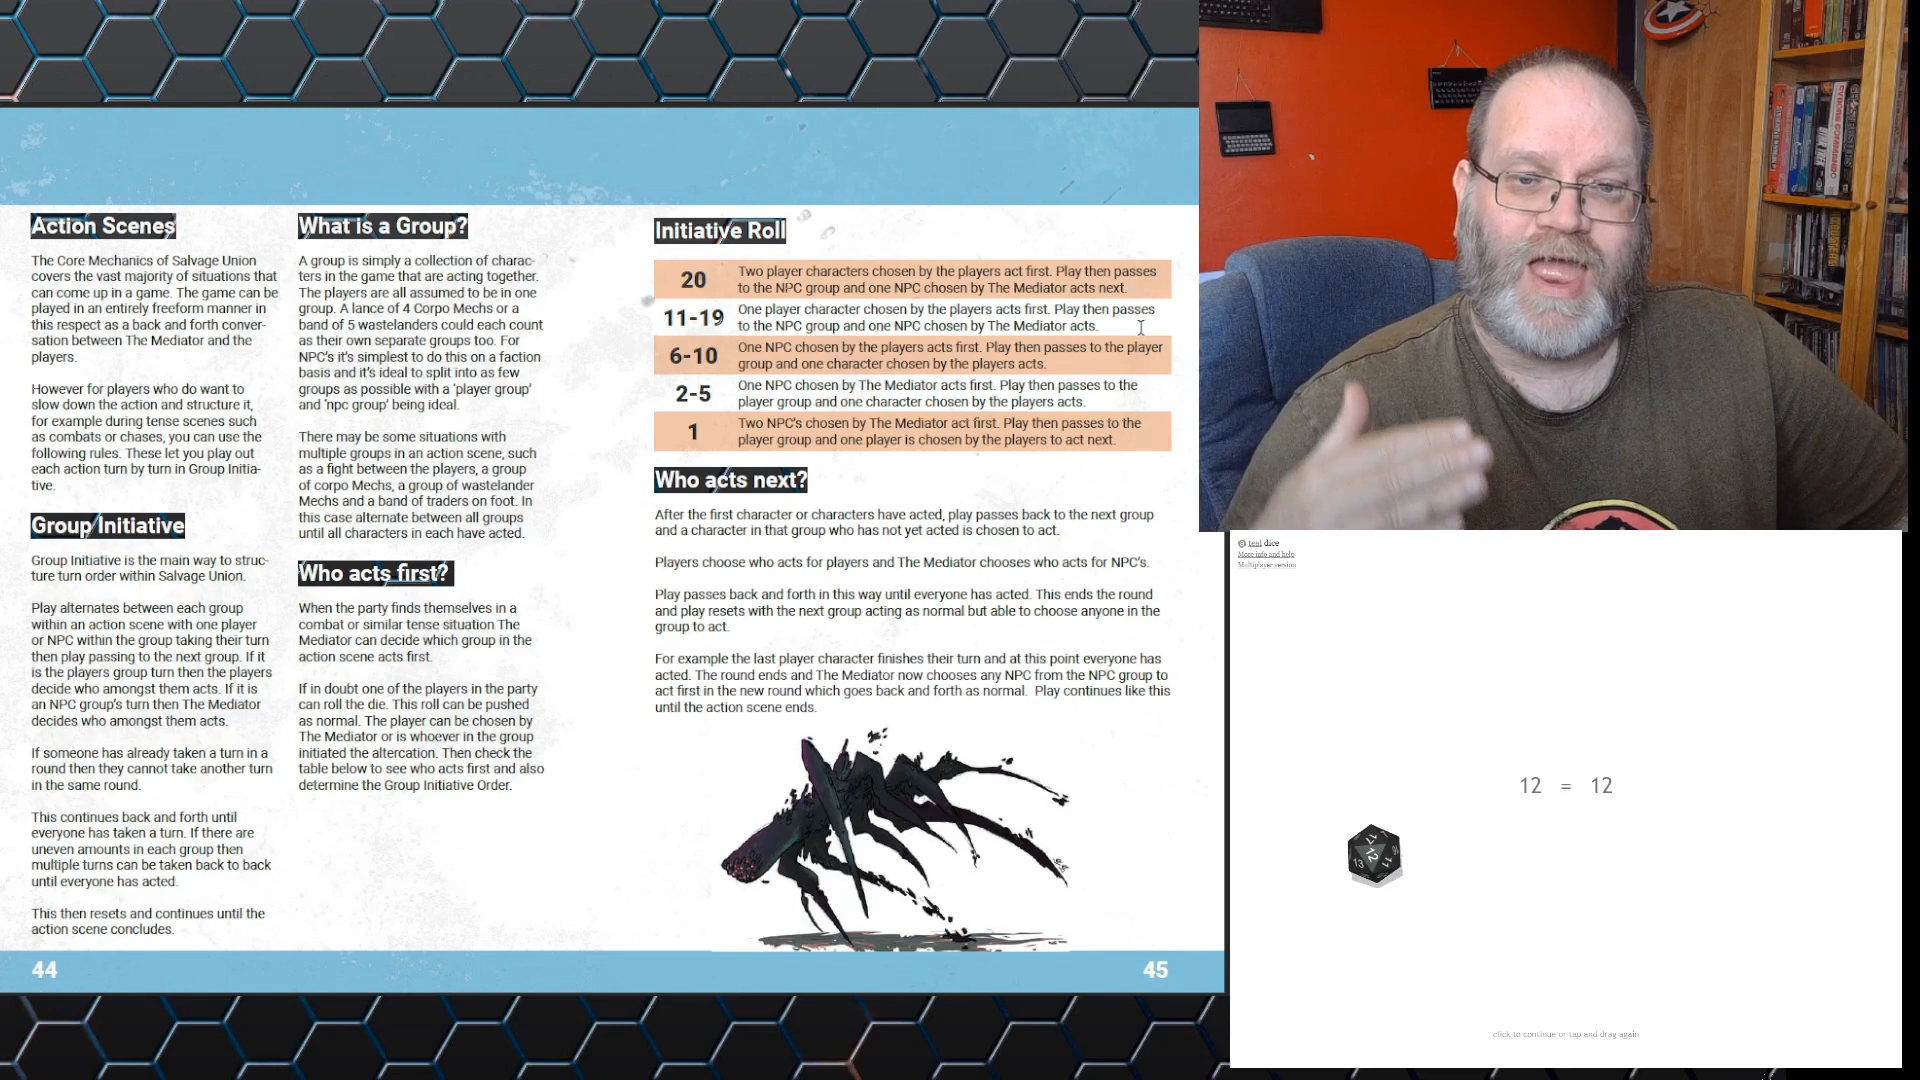 Action Scenes
The Core Mechanics of Salvage Union
covers the vast majority of situations that
can come up in a game. The game can be
played in an entirely freeform manner in
this respect as a back and forth conver-
sation between The Mediator and the
players.
However for players who do want to
slow down the action and structure it,
for example during tense scenes such
as combats or chases, you can use the
following rules. These let you play out
each action turn by turn in Group Initia-
tive.
Group Initiative
Group Initiative is the main way to struc-
ture turn order within Salvage Union.
Play alternates between each group
within an action scene with one player
or NPC within the group taking their turn
then play passing to the next group. If it
is the players group turn then the players
decide who amongst them acts. If it is
an NPC group's turn then The Mediator
decides who amongst them acts.
If someone has already taken a turn in a
round then they cannot take another turn
in the same round.
This continues back and forth until
everyone has taken a turn. If there are
uneven amounts in each group then
multiple turns can be taken back to back
until everyone has acted.
This then resets and continues until the
action scene concludes.
44
What is a Group?
A group is simply a collection of charac-
ters in the game that are acting together.
The players are all assumed to be in one
group. A lance of 4 Corpo Mechs or a
band of 5 wastelanders could each count
as their own separate groups too. For
NPC's it's simplest to do this on a faction
basis and it's ideal to split into as few
groups as possible with a 'player group'
and 'npc group' being ideal.
There may be some situations with
multiple groups in an action scene, such
as a fight between the players, a group
of corpo Mechs, a group of wastelander
Mechs and a band of traders on foot. In
this case alternate between all groups
until all characters in each have acted.
Who acts first?
When the party finds themselves in a
combat or similar tense situation The
Mediator can decide which group in the
action scene acts first.
If in doubt one of the players in the party
can roll the die. This roll can be pushed
as normal. The player can be chosen by
The Mediator or is whoever in the group
initiated the altercation. Then check the
table below to see who acts first and also
determine the Group Initiative Order.
Initiative Roll
20
Two player characters chosen by the players act first. Play then passes
to the NPC group and one NPC chosen by The Mediator acts next.
11-19
One player character chosen by the players acts first. Play then passes
to the NPC group and one NPC chosen by The Mediator acts.
6-10
One NPC chosen by the players acts first. Play then passes to the player
group and one character chosen by the players acts.
2-5
One NPC chosen by The Mediator acts first. Play then passes to the
player group and one character chosen by the players acts.
1
Two NPC's chosen by The Mediator act first. Play then passes to the
player group and one player is chosen by the players to act next.
Who acts next?
After the first character or characters have acted, play passes back to the next group
and a character in that group who has not yet acted is chosen to act.
Players choose who acts for players and The Mediator chooses who acts for NPC's.
Play passes back and forth in this way until everyone has acted. This ends the round
and play resets with the next group acting as normal but able to choose anyone in the
group to act.
For example the last player character finishes their turn and at this point everyone has
acted. The round ends and The Mediator now chooses any NPC from the NPC group to
act first in the new round which goes back and forth as normal. Play continues like this
until the action scene ends.
45
teal dice
More info and help
Multiplayer version
12 = 12
17
12
13
11
click to continue or tap and drag again